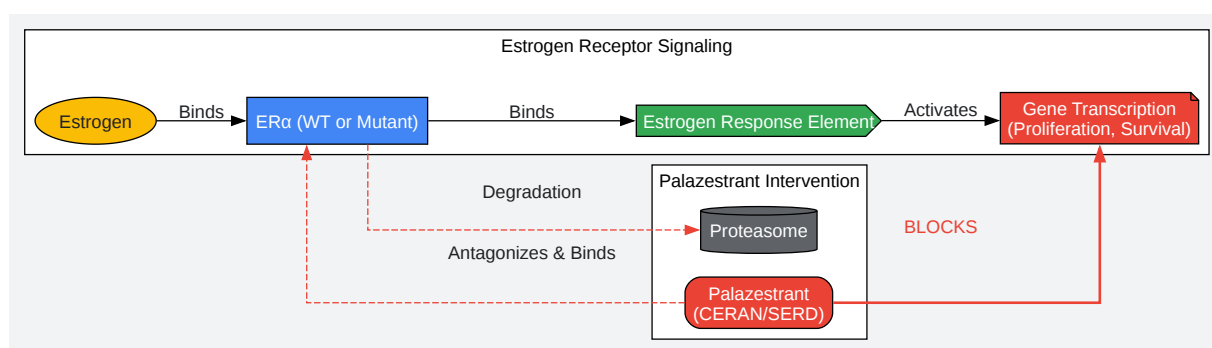 Estrogen Receptor Signaling
Estrogen
Binds
ERα (WT or Mutant)
Binds
Estrogen Response Element
Activates
Gene Transcription
(Proliferation, Survival)
Palazestrant Intervention
Degradation
Proteasome
BLOCKS
Antagonizes & Binds
Palazestrant
(CERAN/SERD)